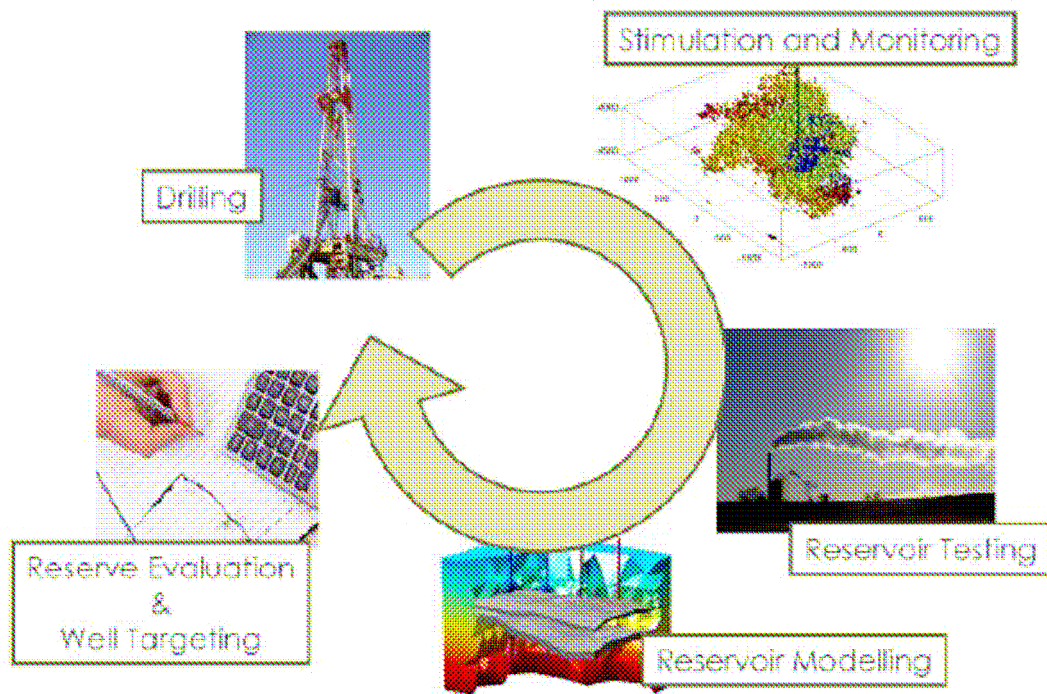 Stimulation and Monitoring
Drilling
Reservoir Testing
Reserve Evaluation
&
Well Targeting
Reservoir Modelling